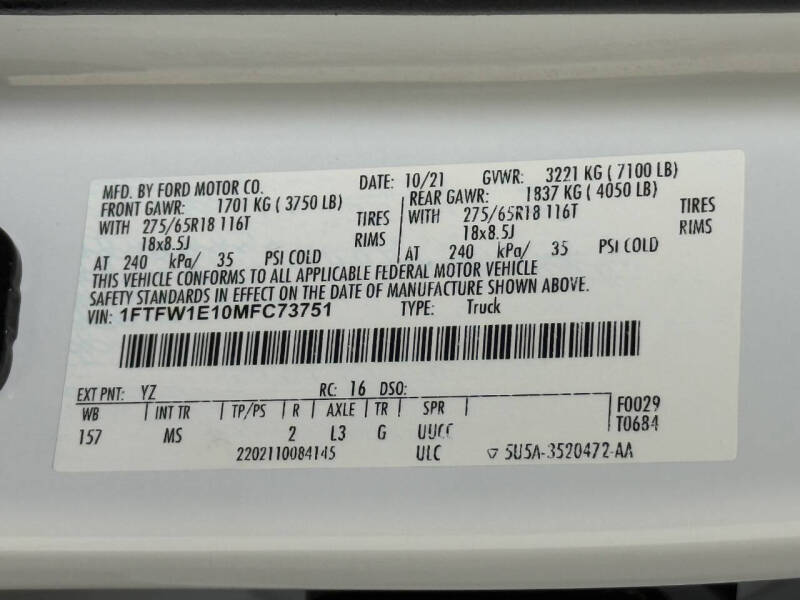 MFD. BY FORD MOTOR CO. DATE: 10/21 GVWR: 3221 KG ( 7100 LB)
FRONT GAWR: 1701 KG ( 3750 LB) REAR GAWR: 1837 KG ( 4050 LB)
WITH 275/65R18 116T TIRES WITH 275/65R18 116T TIRES
18x8.5J RIMS 18x8.5J RIMS
AT 240 kPa/ 35 PSI COLD AT 240 kPa/ 35 PSI COLD
THIS VEHICLE CONFORMS TO ALL APPLICABLE FEDERAL MOTOR VEHICLE
SAFETY STANDARDS IN EFFECT ON THE DATE OF MANUFACTURE SHOWN ABOVE.
VIN: 1FTFW1E10MFC73751 TYPE: Truck
EXT PNT: YZ RC: 16 DSO:
WB INT TR TP/PS R AXLE TR SPR F0029
157 MS 2 L3 G UUCC T0684
2202110084145 ULC ▽ 5U5A-3520472-AA